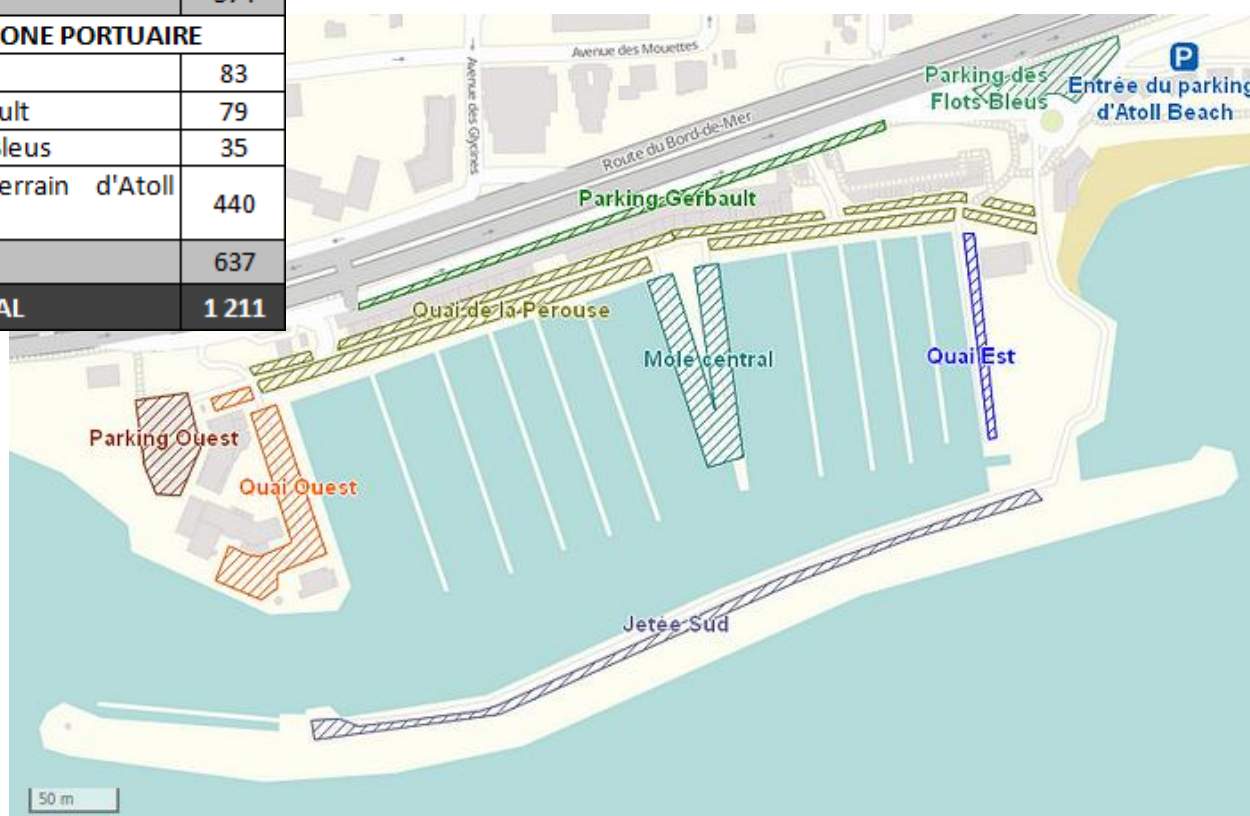 ONE PORTUAIRE
83
ult 79
leus 35
errain d'Atoll
440
637
AL 1 211
Avenue des Mouettes
Avenue des Glycines
Route du Bord-de-Mer
Parking des
Flots Bleus
P
Entrée du parking
d'Atoll Beach
Parking Gerbault
Quai de la Pérouse
Môle central
Quai Est
Parking Ouest
Quai Ouest
Jetée Sud
50 m